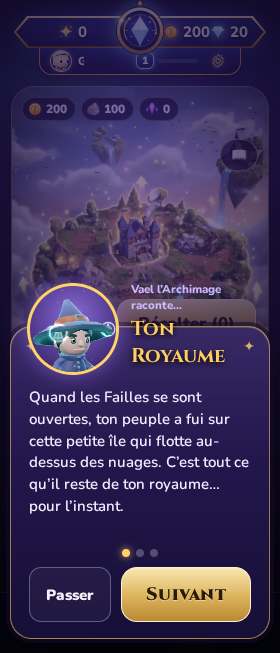 0
200
20
G
1
200
100
0
Vael l'Archimage
raconte...
Récolter (0)
Ton
Royaume
Quand les Failles se sont
ouvertes, ton peuple a fui sur
cette petite île qui flotte au-
dessus des nuages. C'est tout ce
qu'il reste de ton royaume...
pour l'instant.
Passer
Suivant